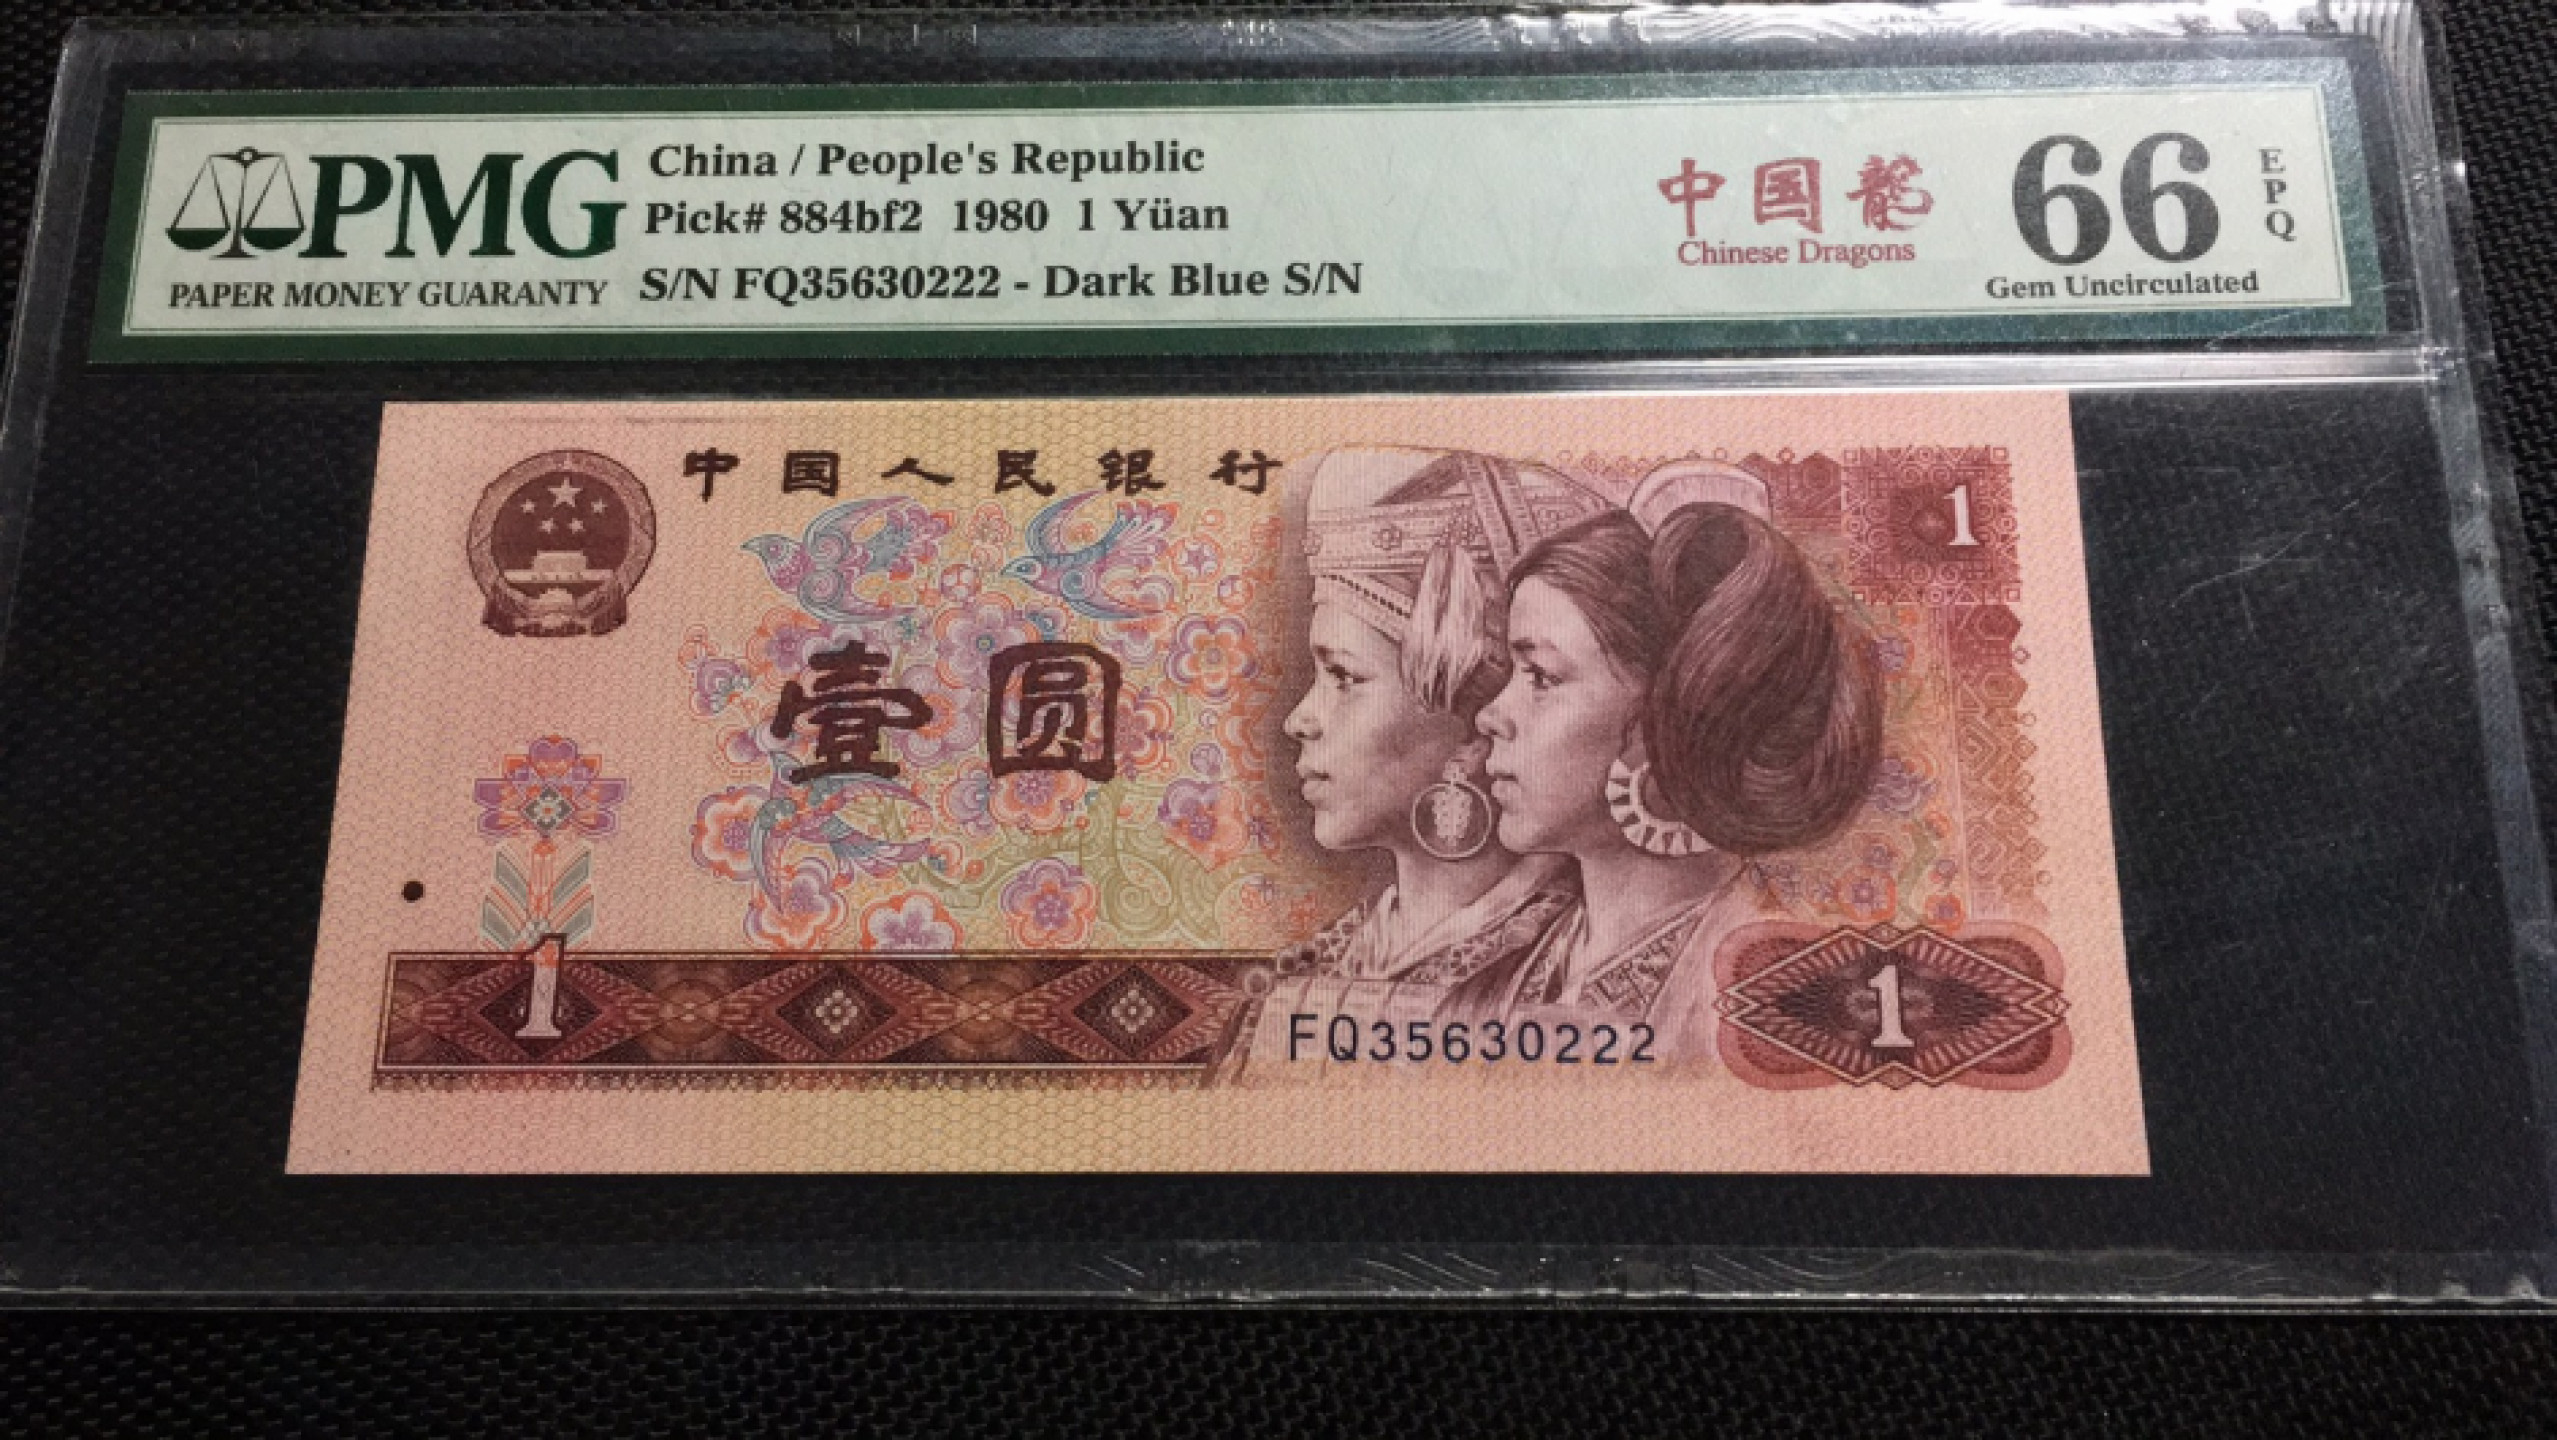 PMG
PAPER MONEY GUARANTY
China / People's Republic
Pick# 884bf2 1980 1 Yüan
S/N FQ35630222 - Dark Blue S/N
中国龍
Chinese Dragons
66
EPQ
Gem Uncirculated
中国人民银行
1
壹圆
1
FQ35630222
1